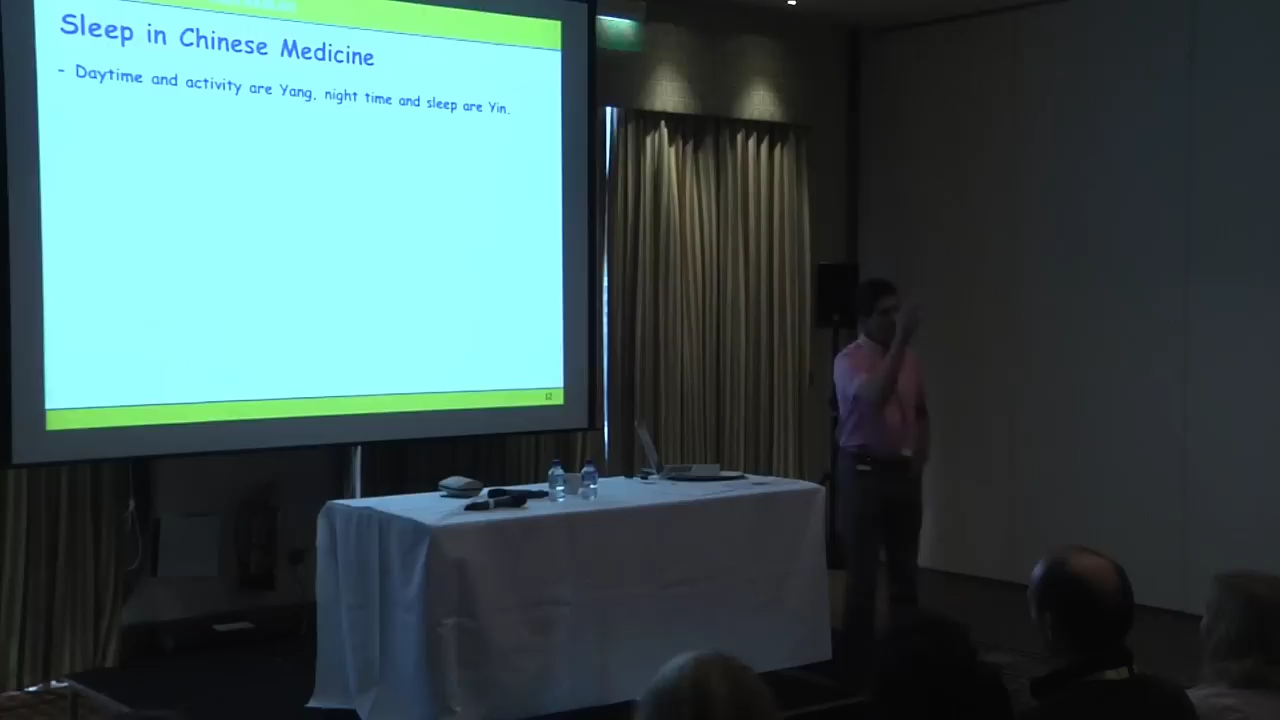 Sleep in Chinese Medicine
- Daytime and activity are Yang, night time and sleep are Yin.
12